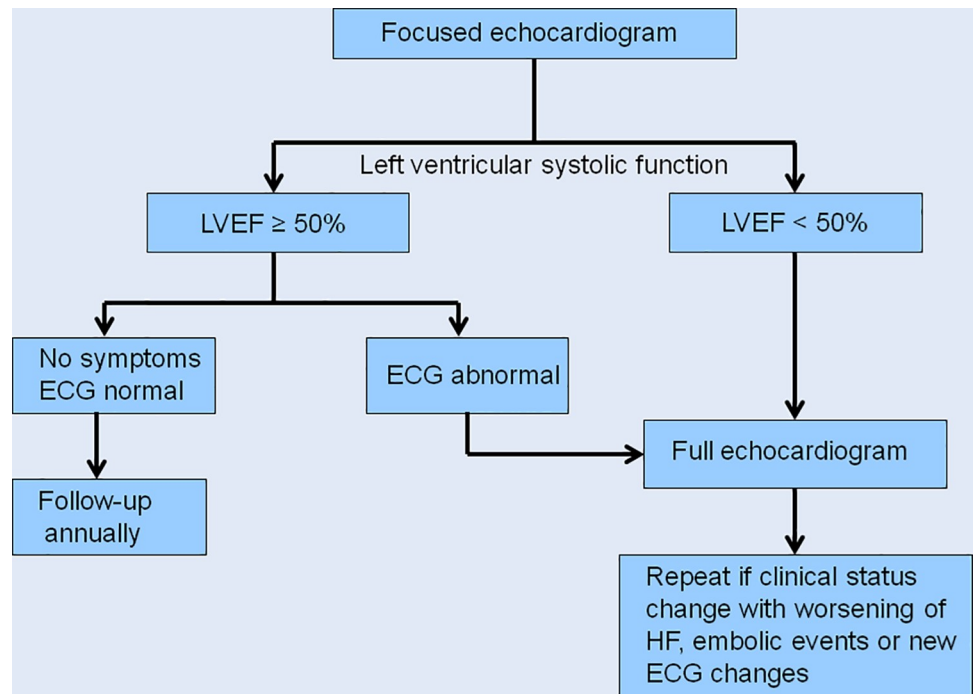 Focused echocardiogram
Left ventricular systolic function
LVEF ≥ 50%
LVEF < 50%
No symptoms
ECG normal
ECG abnormal
Full echocardiogram
Follow-up
annually
Repeat if clinical status
change with worsening of
HF, embolic events or new
ECG changes